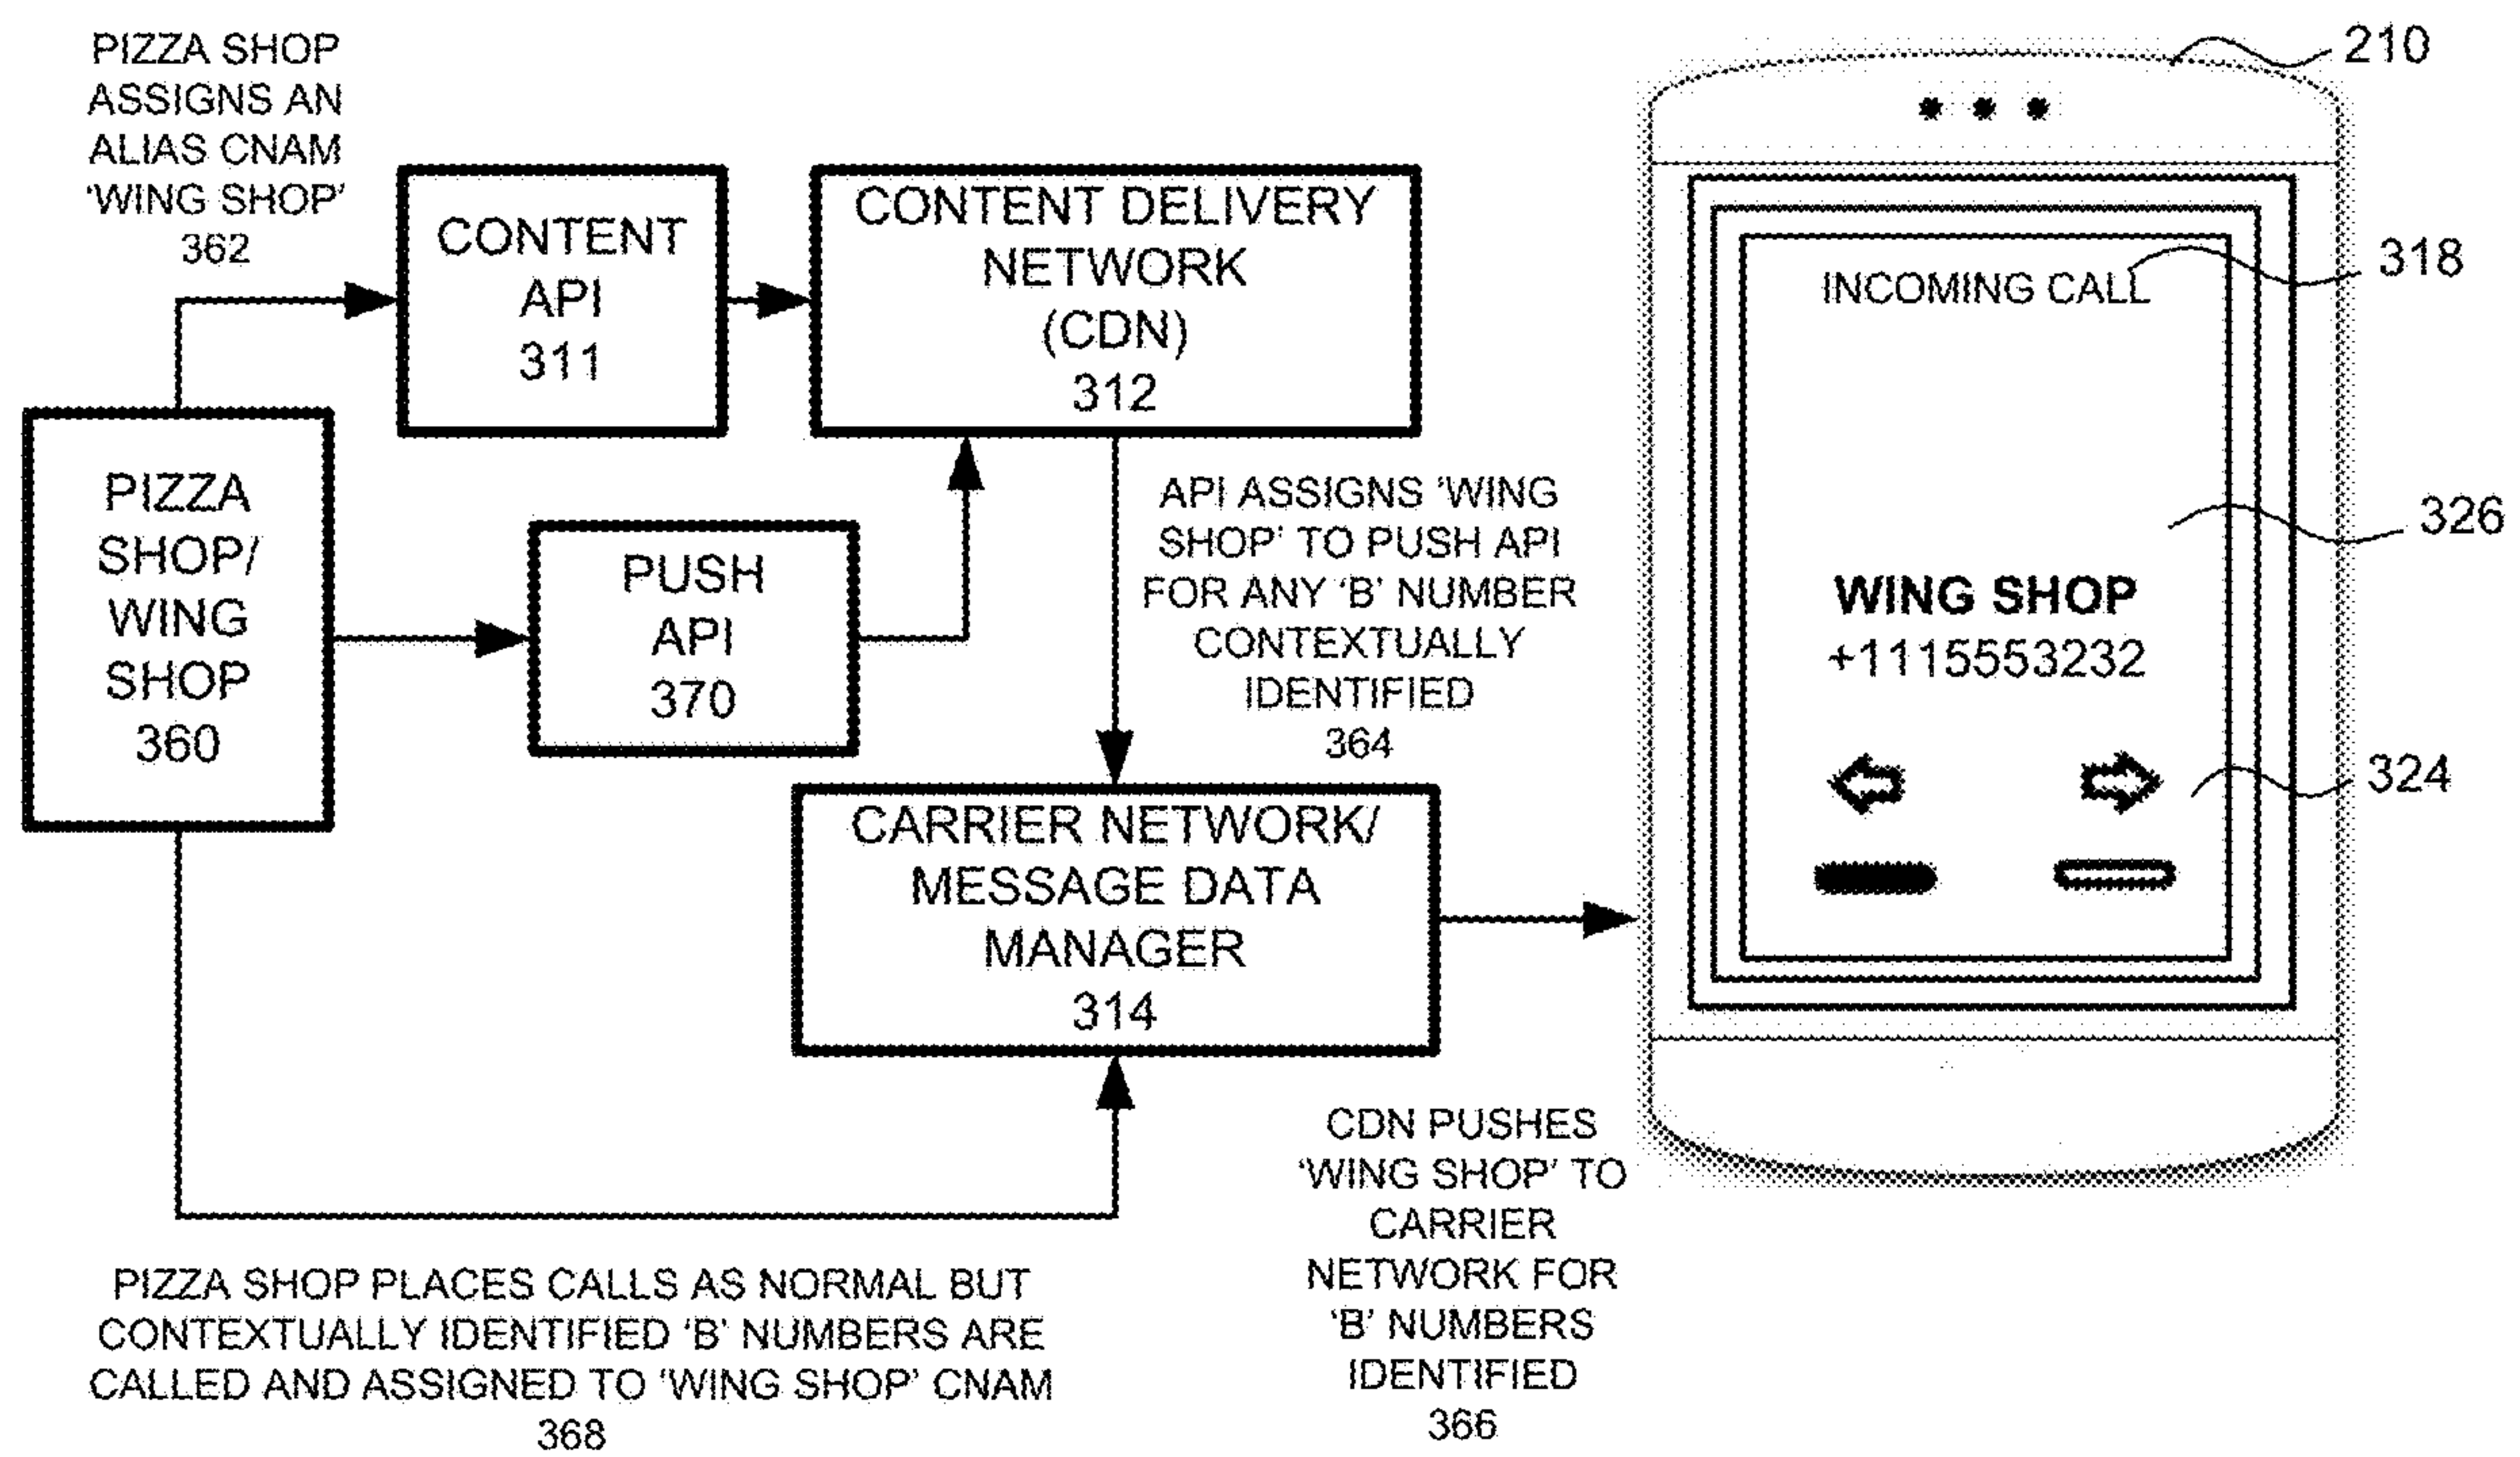 PIZZA SHOP
ASSIGNS AN
ALIAS CNAM
‘WING SHOP’
362
CONTENT
API
311
CONTENT DELIVERY
NETWORK
(CDN)
312
PIZZA
SHOP/
WING
SHOP
360
PUSH
API
370
API ASSIGNS ‘WING
SHOP’ TO PUSH API
FOR ANY ‘B’ NUMBER
CONTEXTUALLY
IDENTIFIED
364
CARRIER NETWORK/
MESSAGE DATA
MANAGER
314
PIZZA SHOP PLACES CALLS AS NORMAL BUT
CONTEXTUALLY IDENTIFIED ‘B’ NUMBERS ARE
CALLED AND ASSIGNED TO ‘WING SHOP’ CNAM
368
CDN PUSHES
‘WING SHOP’ TO
CARRIER
NETWORK FOR
‘B’ NUMBERS
IDENTIFIED
366
210
INCOMING CALL
318
326
WING SHOP
+1115553232
324